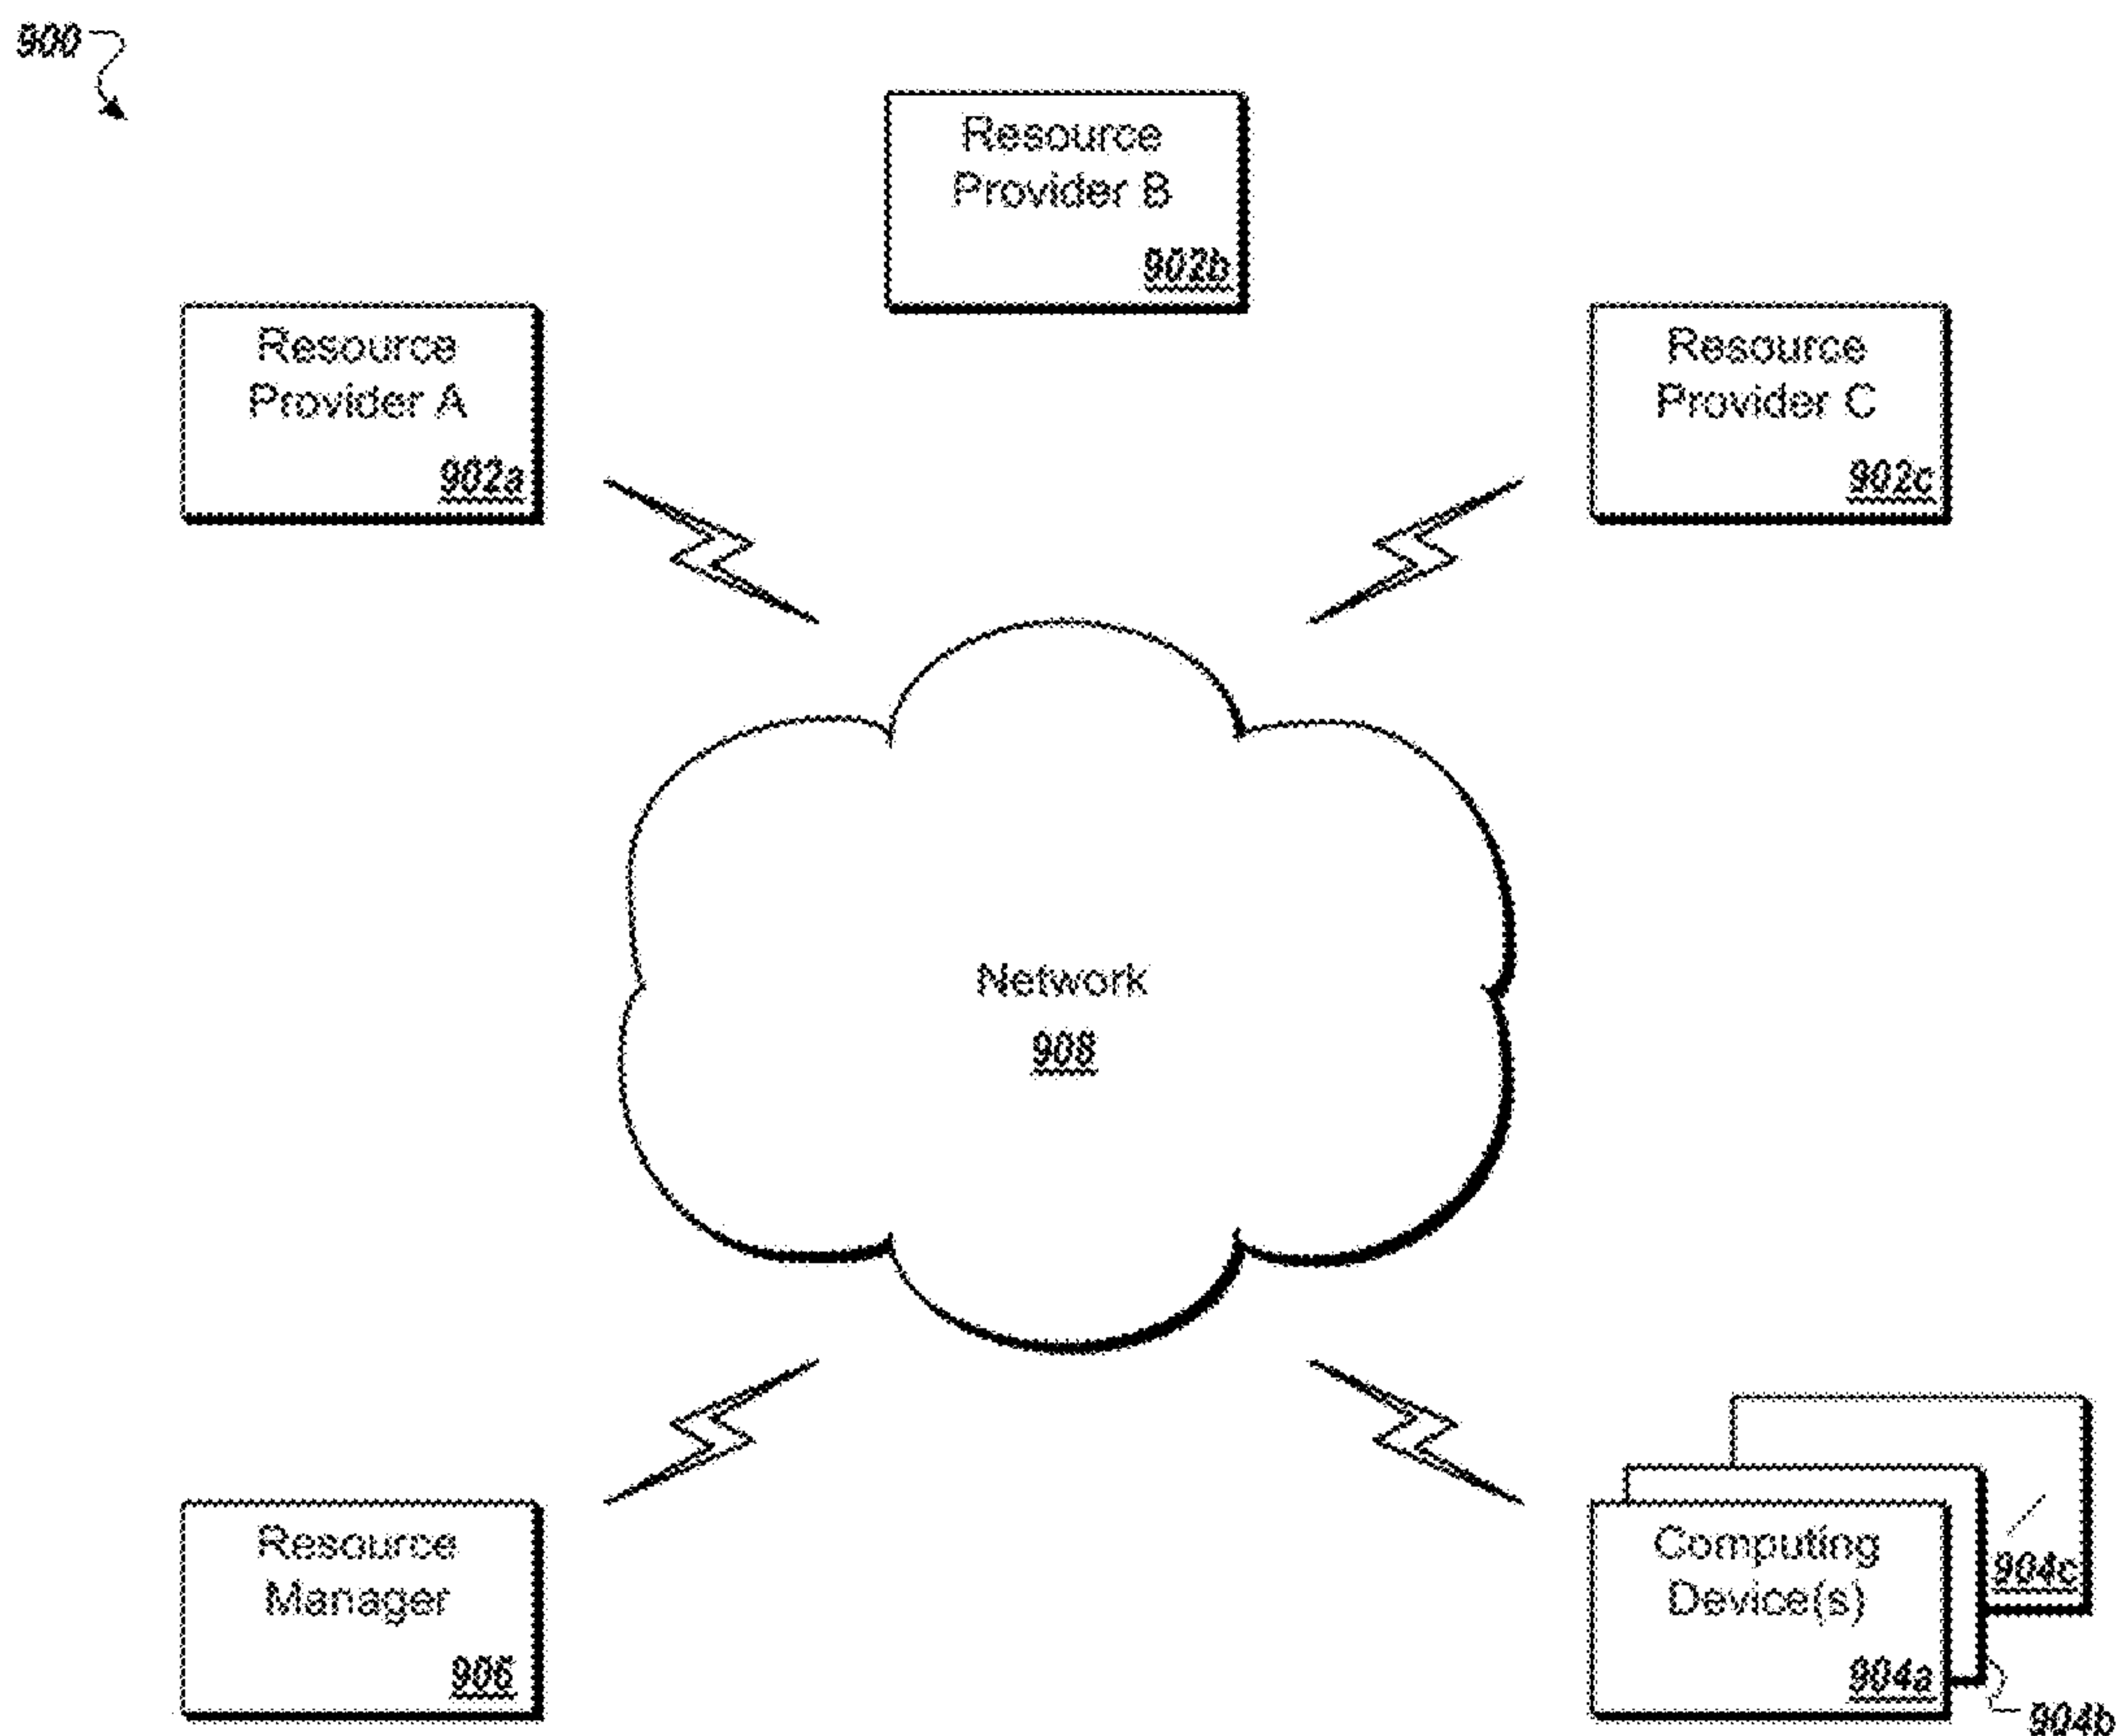 900
Resource
Provider B
902b
Resource
Provider A
902a
Resource
Provider C
902c
Network
908
Resource
Manager
906
Computing
Device(s)
904a
904c
904b